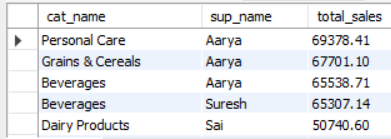 cat_name sup_name total_sales
Personal Care Aarya 69378.41
Grains & Cereals Aarya 67701.10
Beverages Aarya 65538.71
Beverages Suresh 65307.14
Dairy Products Sai 50740.60